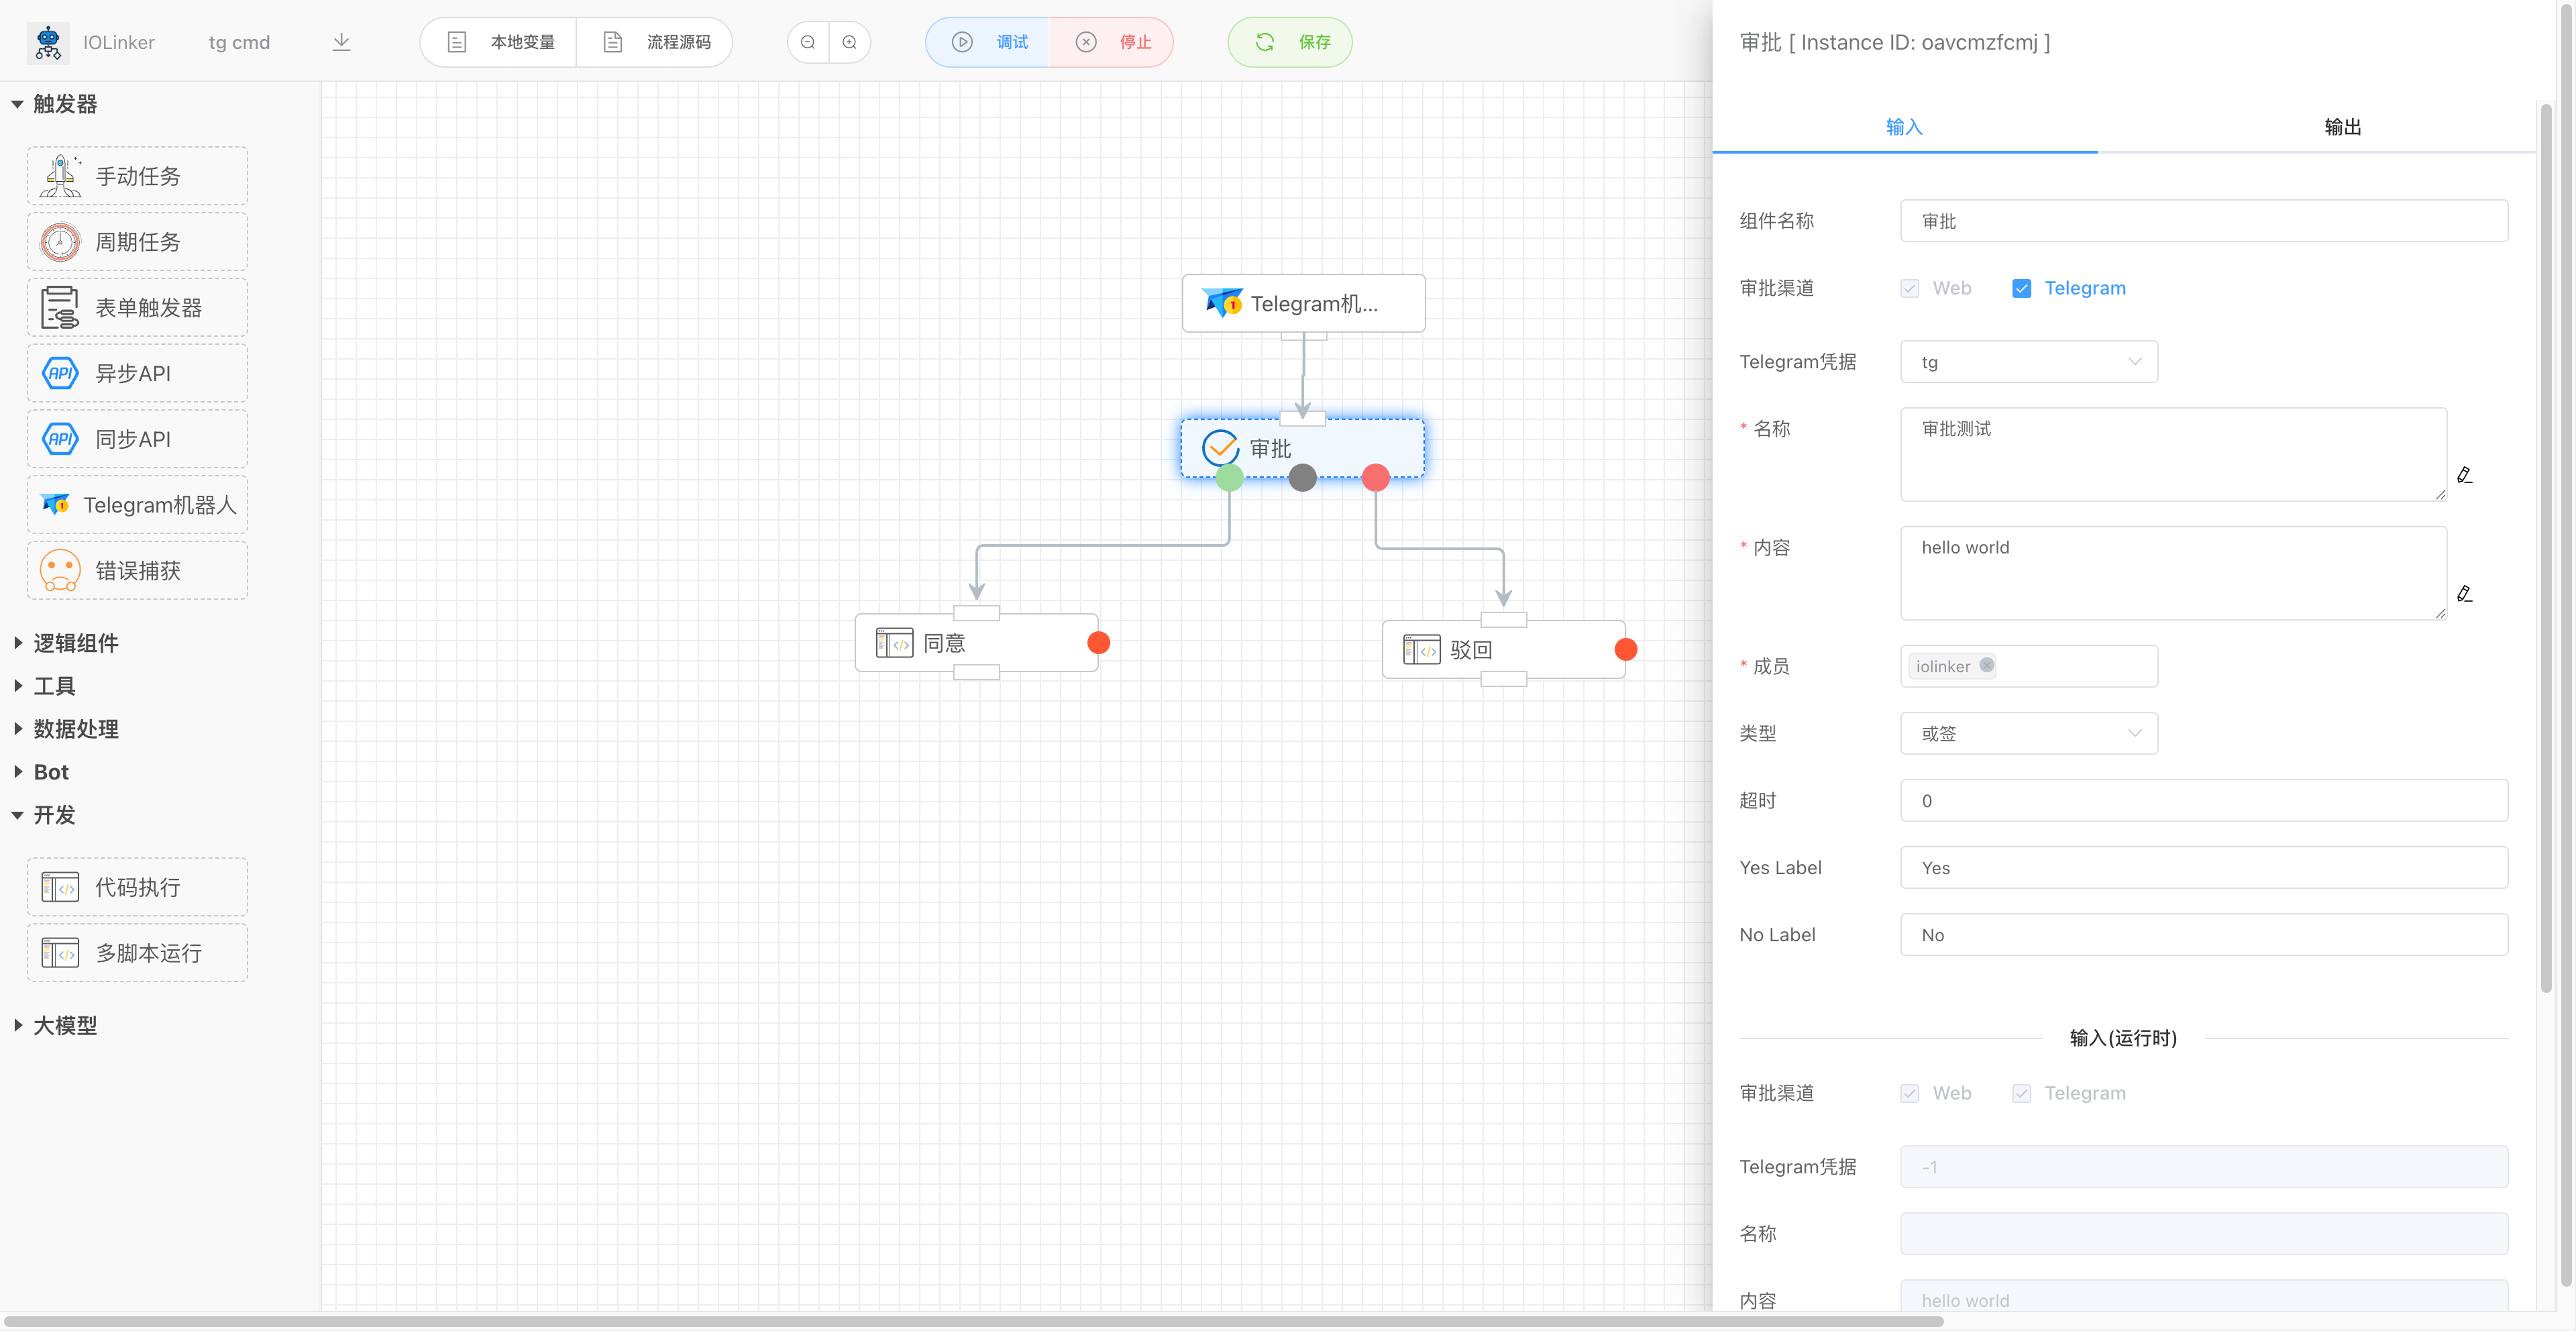 IOLinker
tg cmd
本地变量
流程源码
调试
停止
保存
触发器
手动任务
周期任务
表单触发器
API
异步API
API
同步API
Telegram机器人
错误捕获
逻辑组件
工具
数据处理
Bot
开发
代码执行
多脚本运行
大模型
Telegram机...
审批
同意
驳回
审批 [ Instance ID: oavcmzfcmj ]
输入
输出
组件名称
审批
审批渠道
Web
Telegram
Telegram凭据
tg
* 名称
审批测试
* 内容
hello world
* 成员
iolinker
类型
或签
超时
0
Yes Label
Yes
No Label
No
输入(运行时)
审批渠道
Web
Telegram
Telegram凭据
-1
名称
内容
hello world